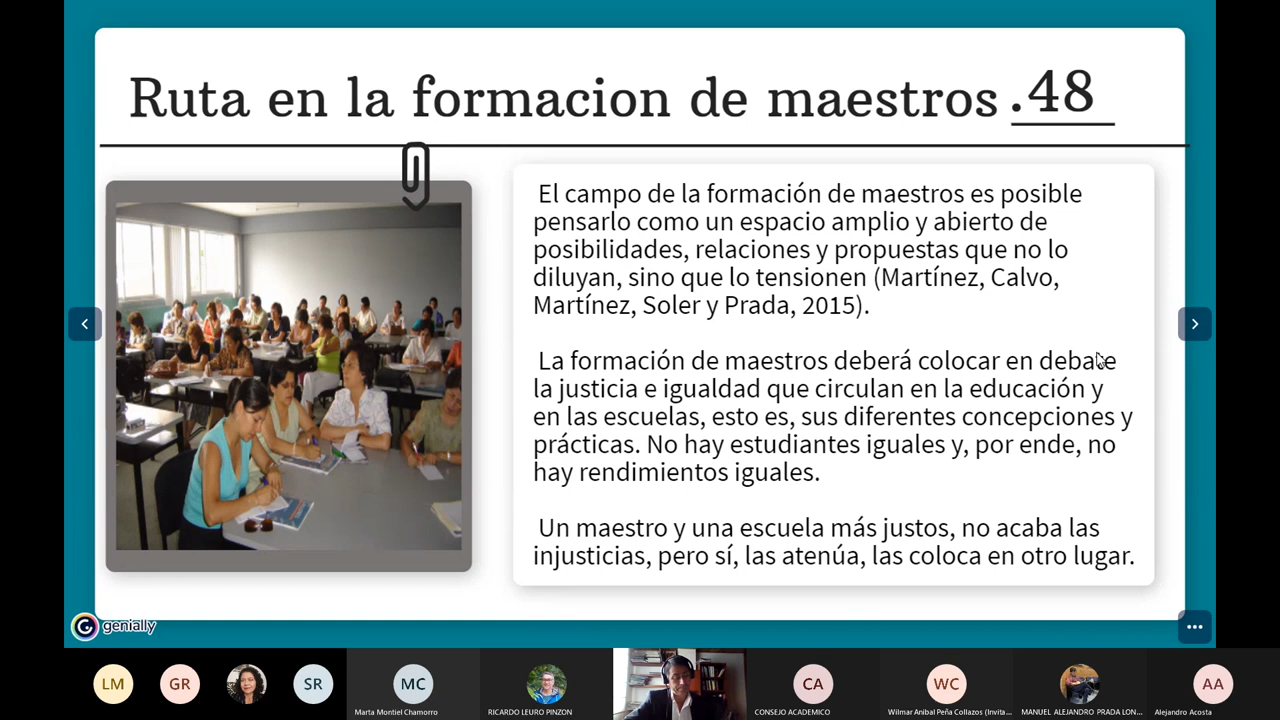 Ruta en la formacion de maestros .48
El campo de la formación de maestros es posible
pensarlo como un espacio amplio y abierto de
posibilidades, relaciones y propuestas que no lo
diluyan, sino que lo tensionen (Martínez, Calvo,
Martínez, Soler y Prada, 2015).
La formación de maestros deberá colocar en debate
la justicia e igualdad que circulan en la educación y
en las escuelas, esto es, sus diferentes concepciones y
prácticas. No hay estudiantes iguales y, por ende, no
hay rendimientos iguales.
Un maestro y una escuela más justos, no acaba las
injusticias, pero sí, las atenúa, las coloca en otro lugar.
genially
LM
GR
SR
MC
CA
WC
AA
Marta Montiel Chamorro
RICARDO LEURO PINZON
CONSEJO ACADEMICO
Wilmar Anibal Peña Collazos (Invita...
MANUEL ALEJANDRO PRADA LON...
Alejandro Acosta